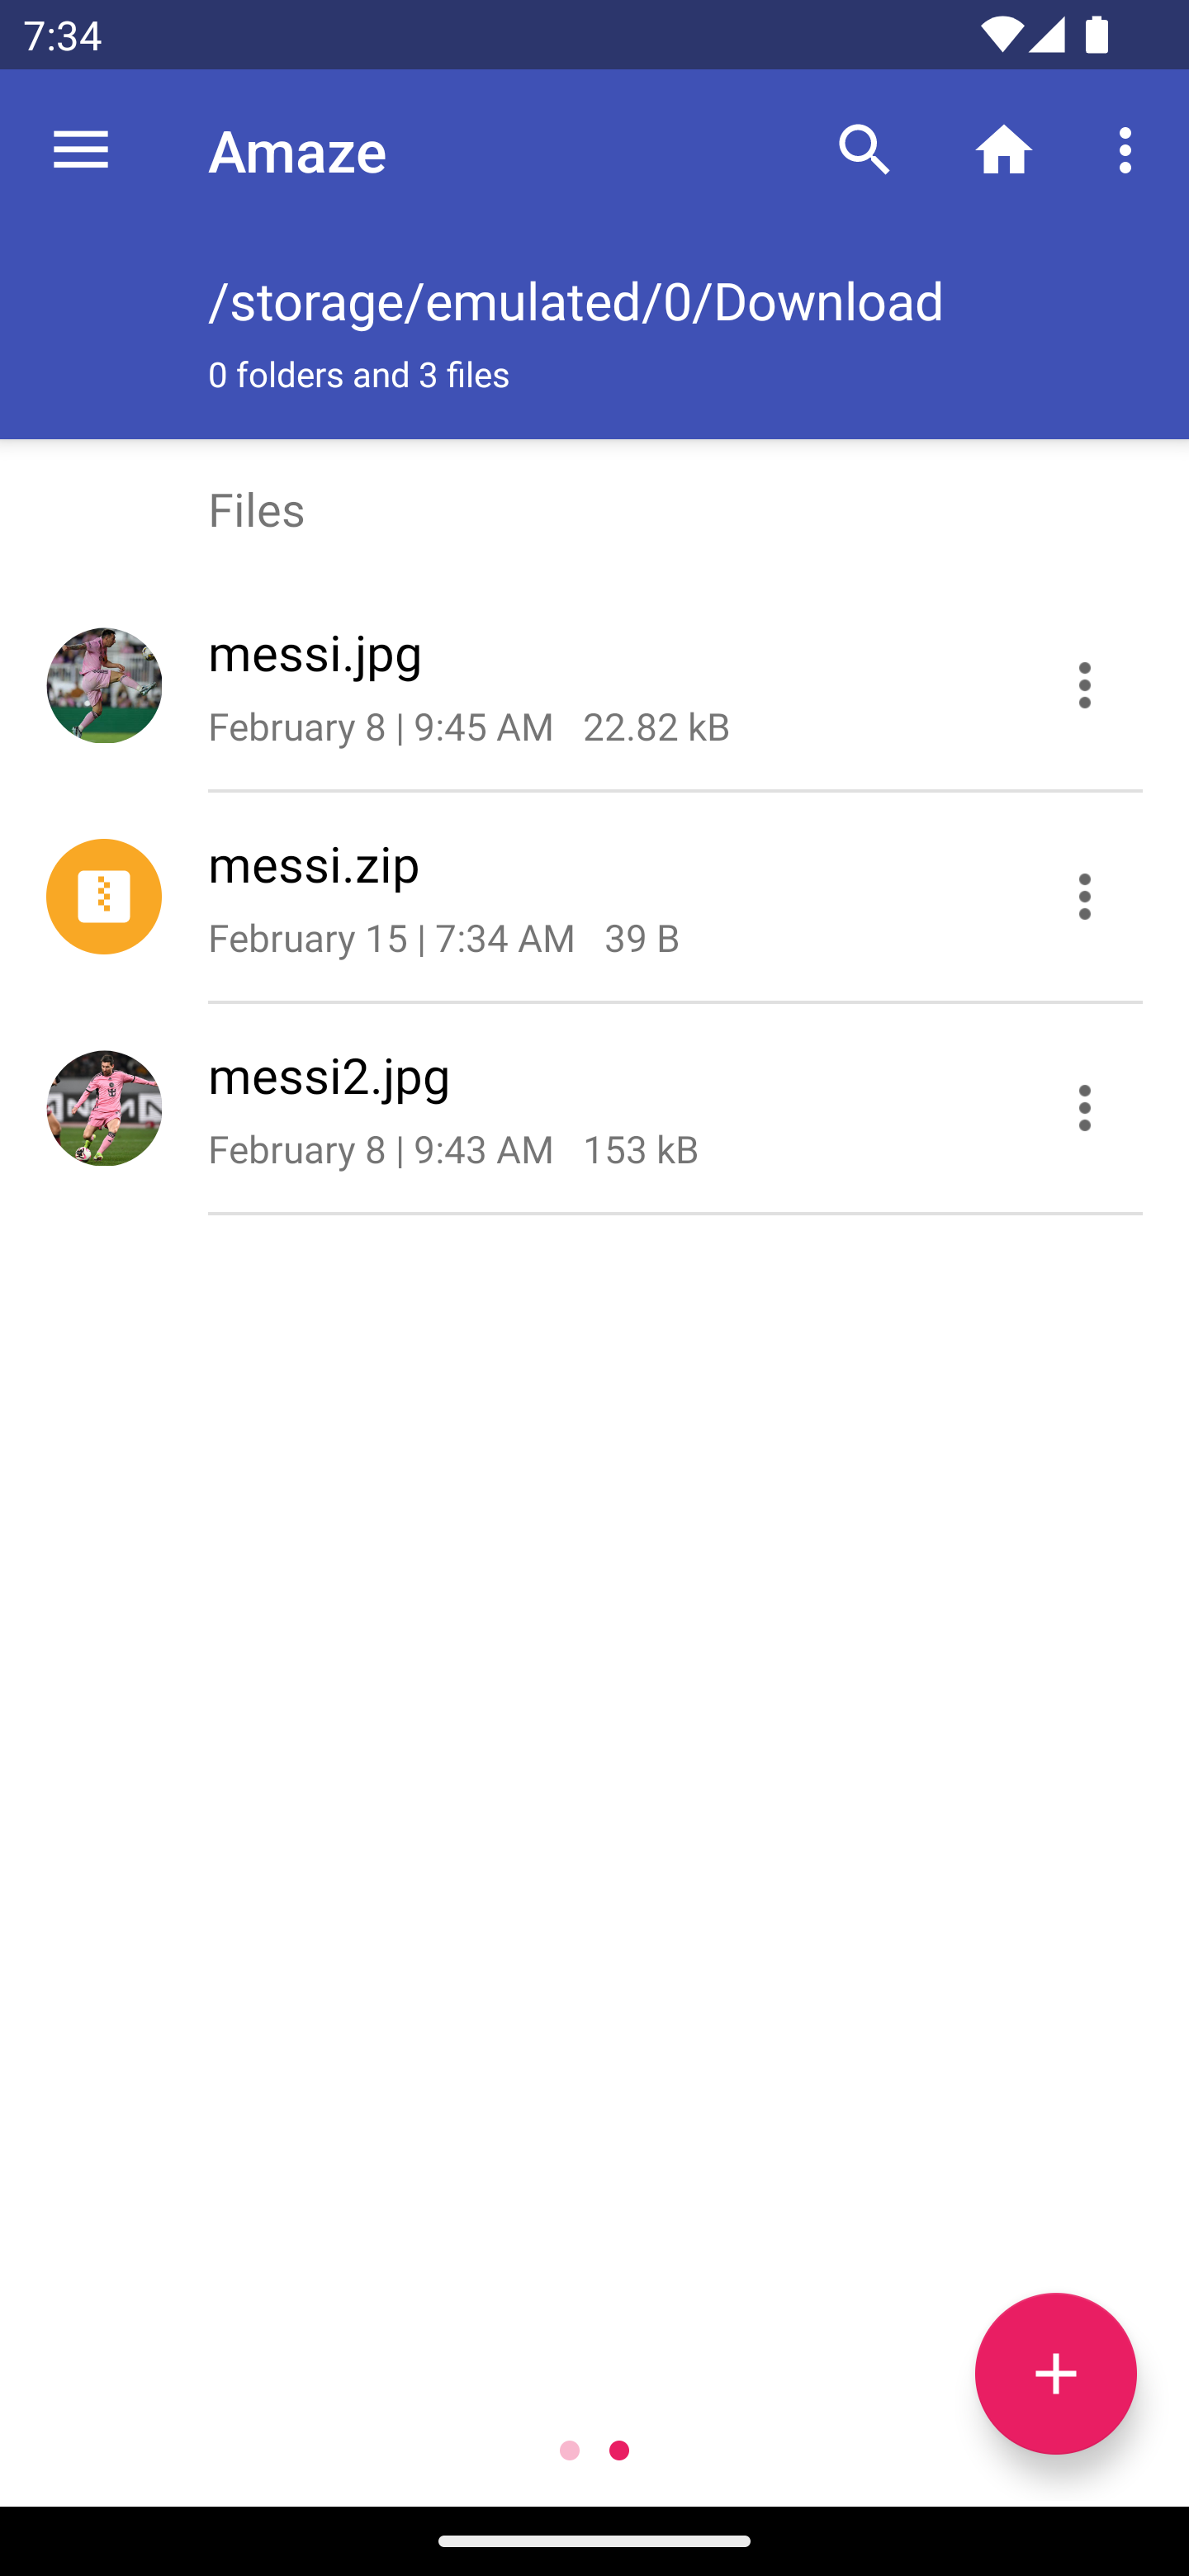 7:34
Amaze
/storage/emulated/0/Download
0 folders and 3 files
Files
messi.jpg
February 8 | 9:45 AM 22.82 kB
messi.zip
February 15 | 7:34 AM 39 B
messi2.jpg
February 8 | 9:43 AM 153 kB